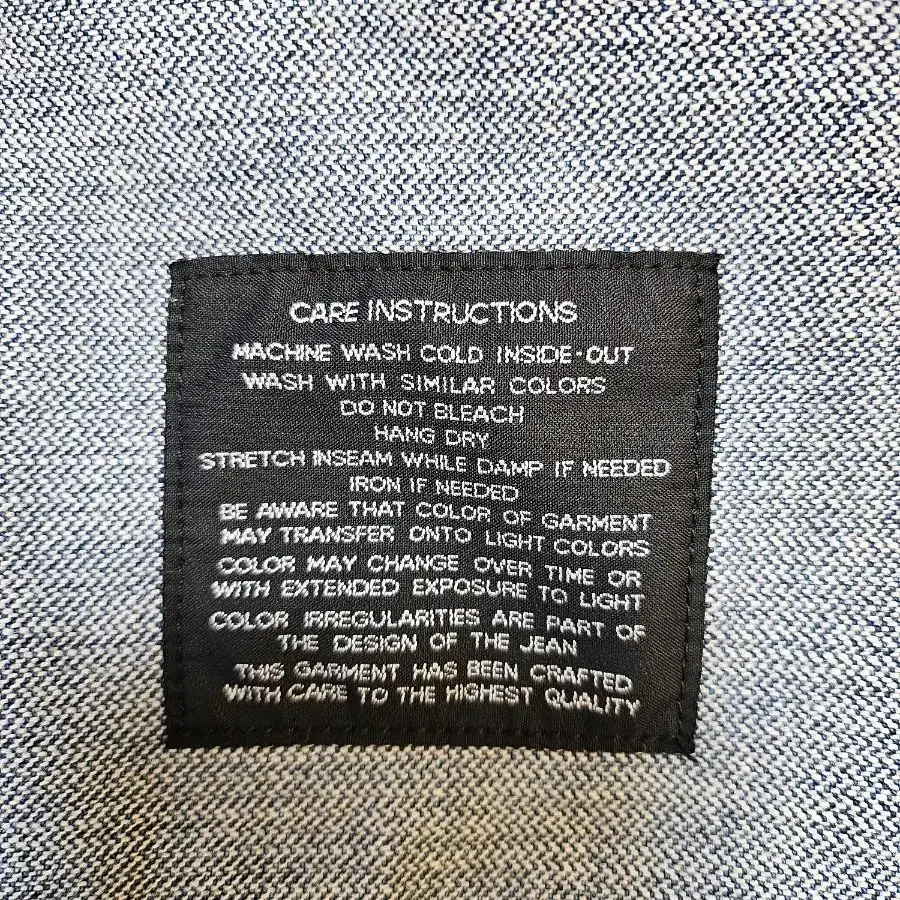 CARE INSTRUCTIONS
MACHINE WASH COLD INSIDE-OUT
WASH WITH SIMILAR COLORS
DO NOT BLEACH
HANG DRY
STRETCH INSEAM WHILE DAMP IF NEEDED
IRON IF NEEDED
BE AWARE THAT COLOR OF GARMENT
MAY TRANSFER ONTO LIGHT COLORS
COLOR MAY CHANGE OVER TIME OR
WITH EXTENDED EXPOSURE TO LIGHT
COLOR IRREGULARITIES ARE PART OF
THE DESIGN OF THE JEAN
THIS GARMENT HAS BEEN CRAFTED
WITH CARE TO THE HIGHEST QUALITY